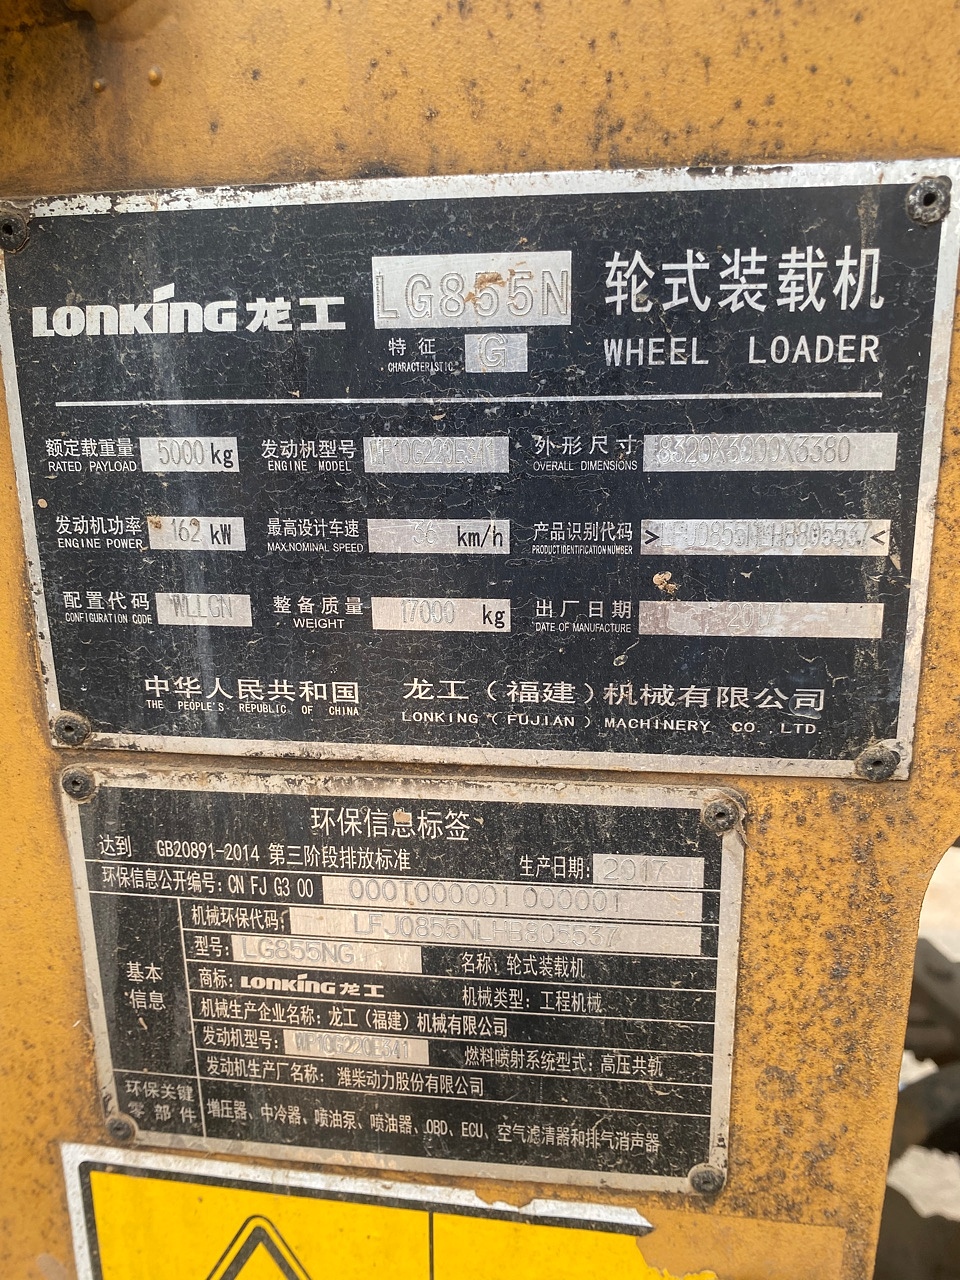 LONKING 龙工 LG855N 轮式装载机
特征 G
CHARACTERISTIC
WHEEL LOADER
额定载重量 5000 kg 发动机型号 WP10G220E341 外形尺寸 8320X3000X3380
RATED PAYLOAD ENGINE MODEL OVERALL DIMENSIONS
发动机功率 162 kW 最高设计车速 36 km/h 产品识别代码 >LFJ0855NLHB905537<
ENGINE POWER MAX.NOMINAL SPEED PRODUCT IDENTIFICATION NUMBER
配置代码 WLLGN 整备质量 17000 kg 出厂日期 2017
CONFIGURATION CODE WEIGHT DATE OF MANUFACTURE
中华人民共和国 龙工（福建）机械有限公司
THE PEOPLE'S REPUBLIC OF CHINA LONKING (FUJIAN) MACHINERY CO.,LTD.
环保信息标签
达到 GB20891-2014 第三阶段排放标准 生产日期: 2017
环保信息公开编号: CN FJ G3 00 000T000001 000001
机械环保代码: LFJ0855NLHB905537
型号: LG855NG 名称: 轮式装载机
基本信息
商标: LONKING 龙工 机械类型: 工程机械
机械生产企业名称: 龙工（福建）机械有限公司
发动机型号: WP10G220E341 燃料喷射系统型式: 高压共轨
发动机生产厂名称: 潍柴动力股份有限公司
环保关键零部件
增压器、中冷器、喷油泵、喷油器、OBD、ECU、空气滤清器和排气消声器